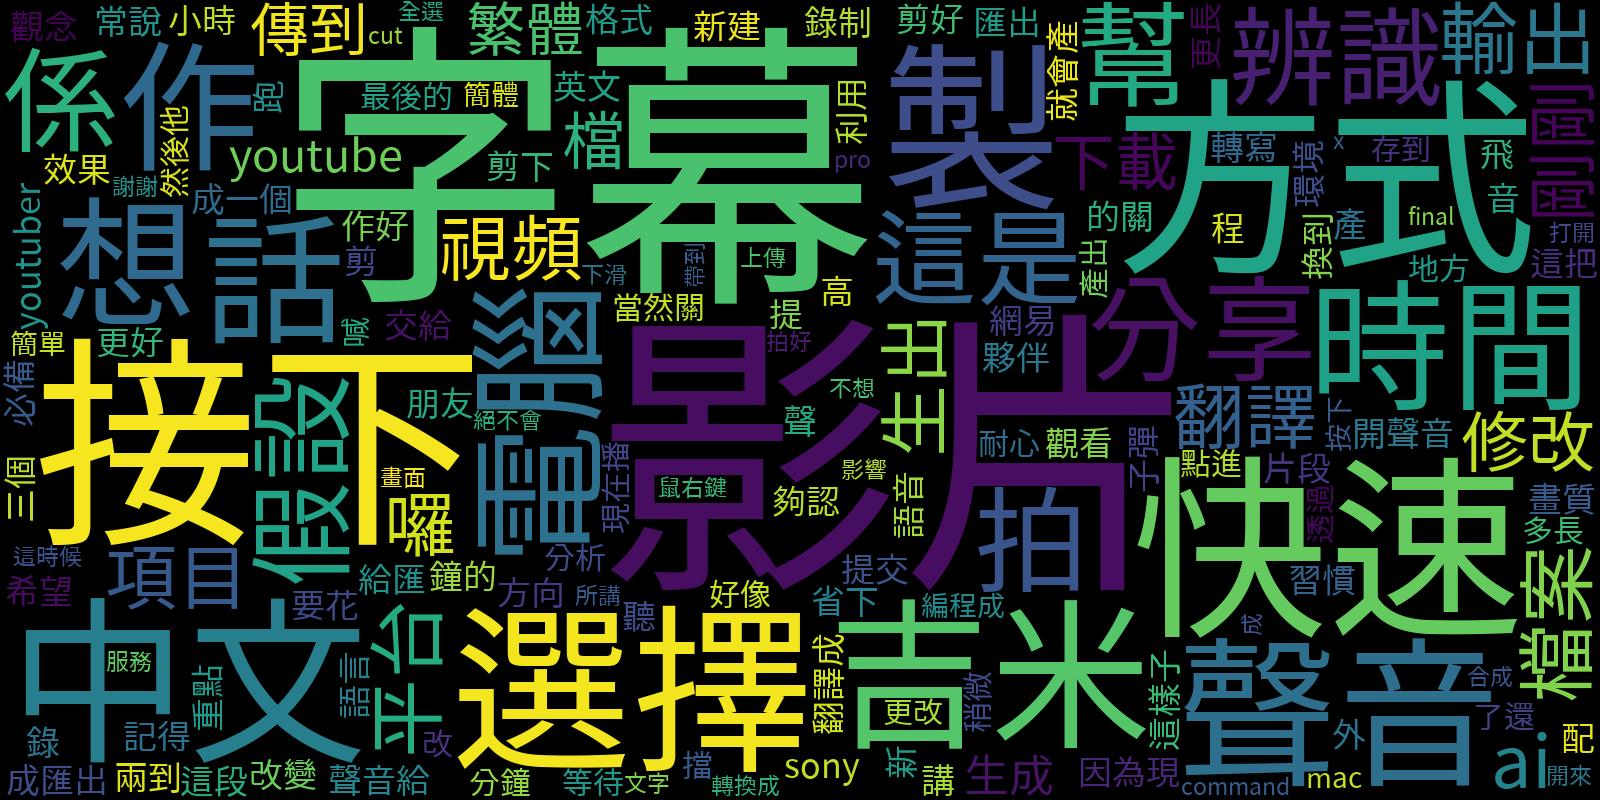 觀念
常說
小時
傳到
cut
全選
繁體
格式
新建
錄制
剪好
匯出
就會產
幫
更長
辨識
輸出
係
作
然後他
跑
字幕
最後的
簡體
英文
檔
利用
pro
製
下載
方式
轉寫
x
存到
環境
飛
剛剛
效果
謝謝
youtube
剪下
youtuber
成一個
作好
剪
視頻
下滑
帶到
上傳
這是
的關
產出
程
換到
產
final
音
地方
打開
這把
想
話
喊
交給
電腦
當然關
提
高
拍好
網易
夥伴
分享
時間
簡單
更好
必備
接下
假設
朋友
絕不會
畫面
囉
影片
聲
不想
生出
影響
鼠右鍵
夠認
語音
現在播
耐心
觀看
子彈
翻譯
按下
開聲音
修改
點進
片段
透過
快速
畫質
多長
檔案
三個
這時候
希望
項目
要花
給匯
鐘的
分析
方向
所講
聽
好像
提交
省下
編程成
拍
習慣
成
中文
服務
重點
語言
平台
選擇
翻譯成
吉米
更改
稍微
這樣子
聲音
合成
了還
外
ai
配
開來
錄
記得
改
成匯出
兩到
這段
改變
聲音給
分鐘
等待
文字
擋
轉換成
sony
新
講
生成
因為現
command
mac